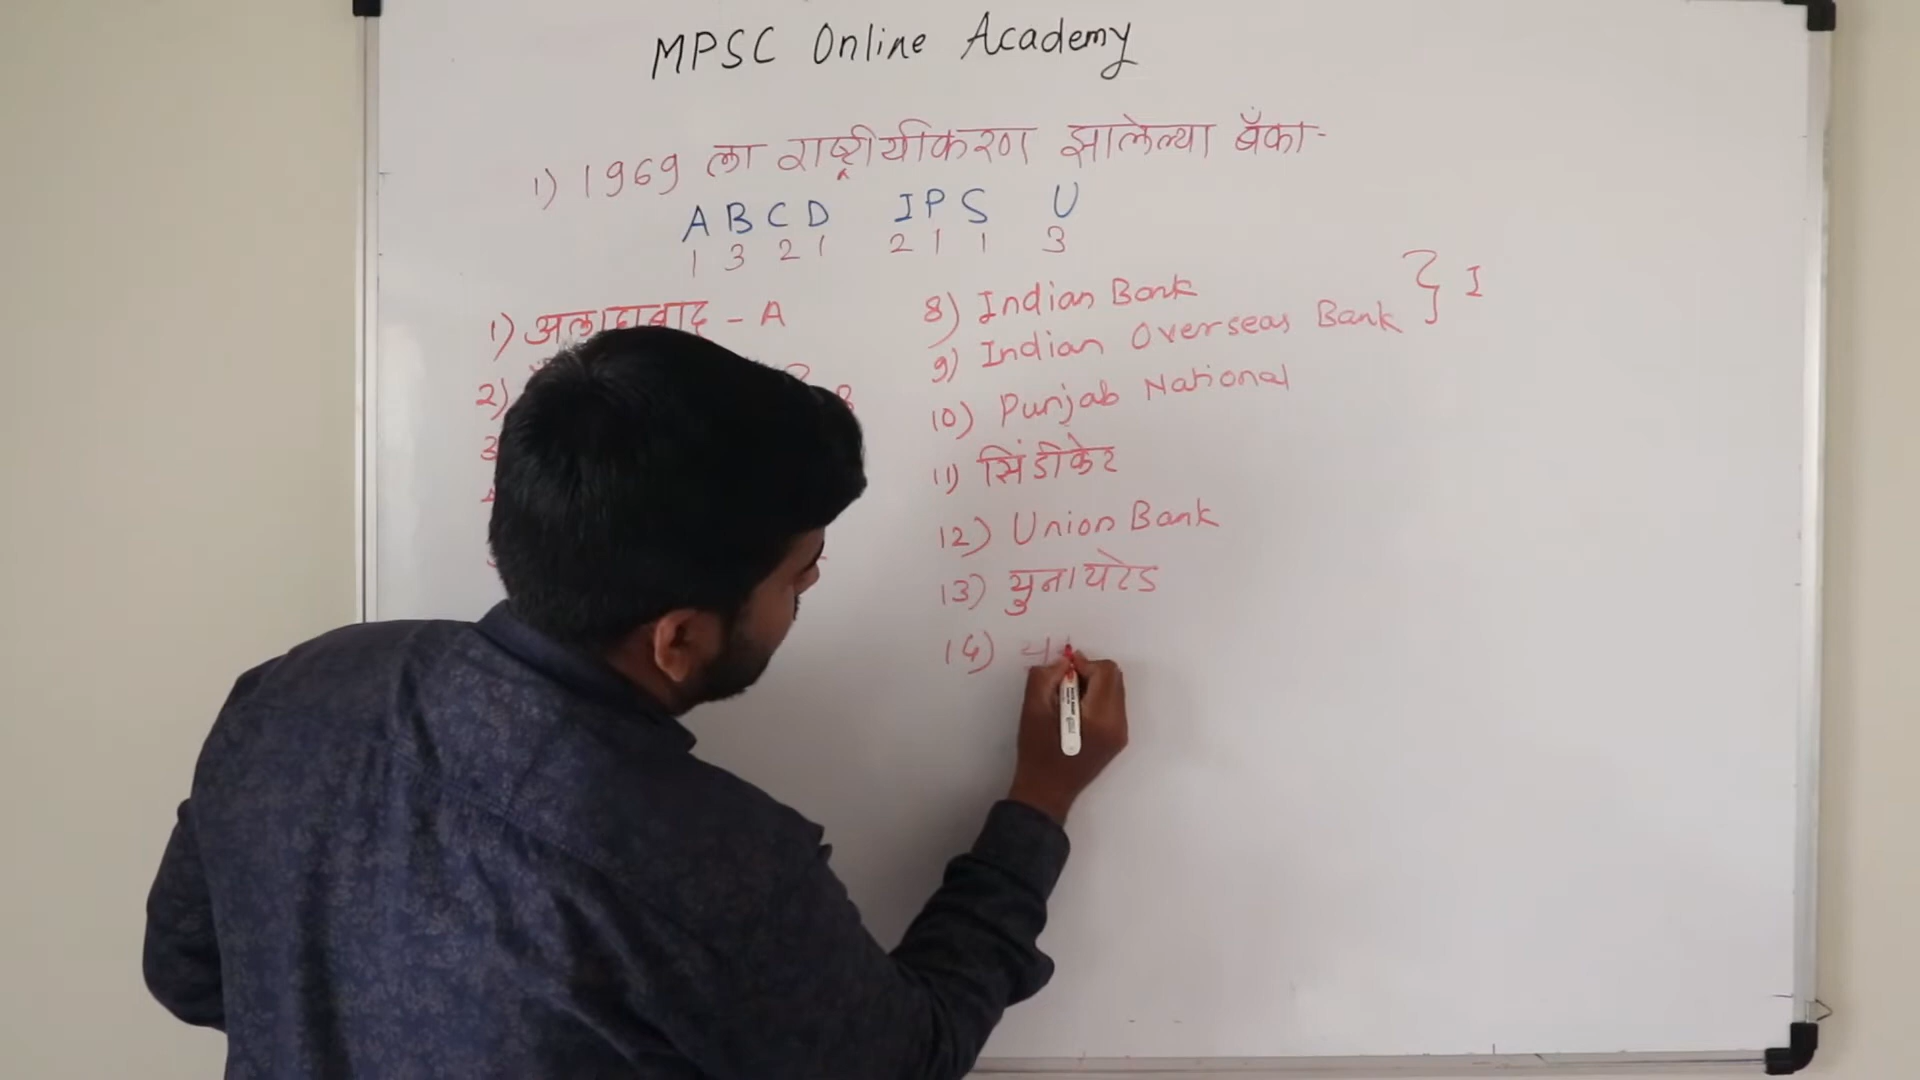 MPSC Online Academy
1) 1969 ला राष्ट्रीयीकरण झालेल्या बँका-
A B C D I P S U
1 3 2 1 2 1 1 3
1) अलाहाबाद - A
2)
3
8) Indian Bank
9) Indian Overseas Bank } I
10) Punjab National
11) सिंडीकेट
12) Union Bank
13) युनायटेड
14)